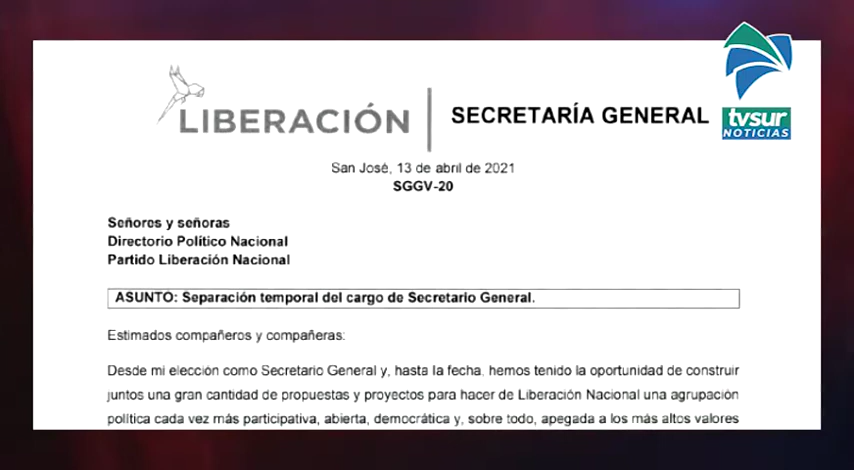 LIBERACIÓN
SECRETARÍA GENERAL
tvsur
NOTICIAS
San José, 13 de abril de 2021
SGGV-20
Señores y señoras
Directorio Político Nacional
Partido Liberación Nacional
ASUNTO: Separación temporal del cargo de Secretario General.
Estimados compañeros y compañeras:
Desde mi elección como Secretario General y, hasta la fecha, hemos tenido la oportunidad de construir
juntos una gran cantidad de propuestas y proyectos para hacer de Liberación Nacional una agrupación
política cada vez más participativa, abierta, democrática y, sobre todo, apegada a los más altos valores